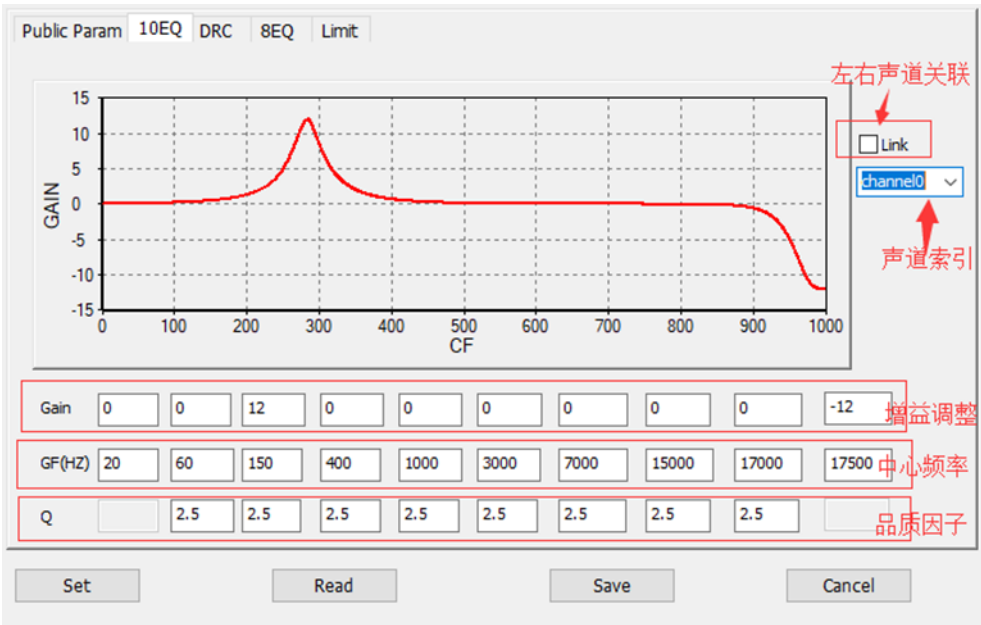 Public Param 10EQ DRC 8EQ Limit
左右声道关联
Link
channel0
声道索引
GAIN
15
10
5
0
-5
-10
-15
0 100 200 300 400 500 600 700 800 900 1000
CF
Gain 0 0 12 0 0 0 0 0 0 -12 增益调整
GF(HZ) 20 60 150 400 1000 3000 7000 15000 17000 17500 中心频率
Q 2.5 2.5 2.5 2.5 2.5 2.5 2.5 2.5 品质因子
Set Read Save Cancel